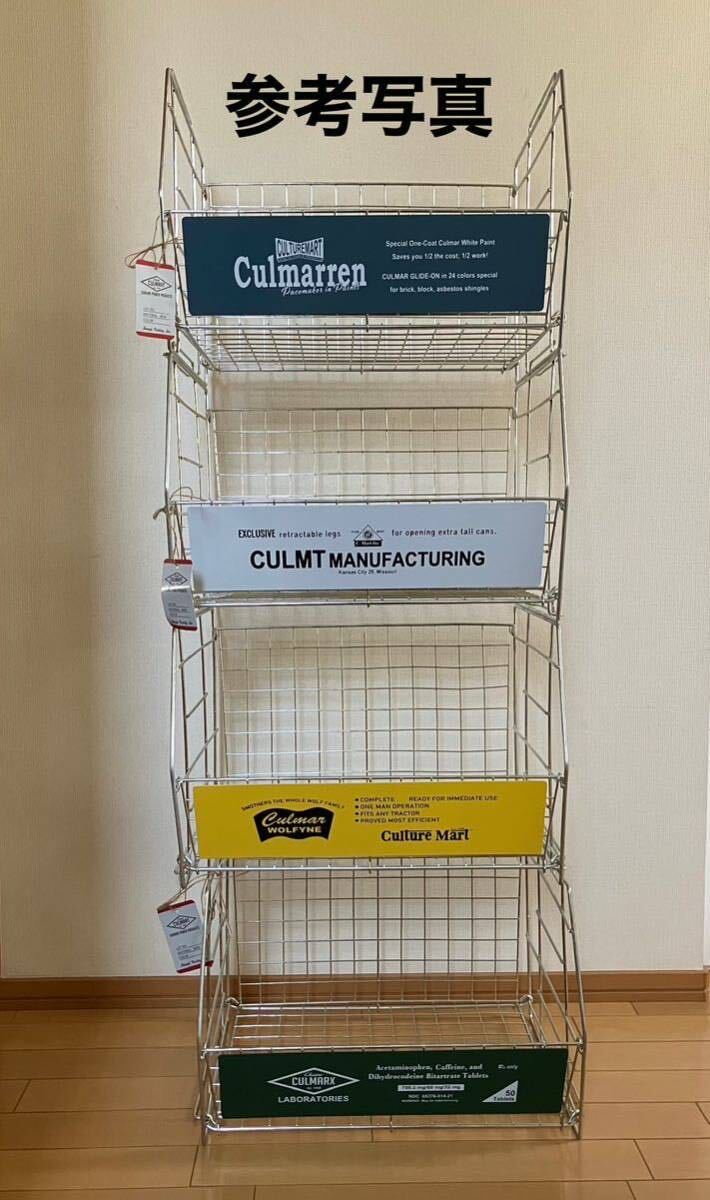 参考写真
CULTUREMART
Culmarren
Pacemaker in Paints
Special One-Coat Culmar White Paint
Saves you 1/2 the cost, 1/2 work!
CULMAR GLIDE-ON in 24 colors special
for brick, block, asbestos shingles
CULMART
EXCLUSIVE retractable legs
for opening extra tall cans.
CULMT MANUFACTURING
Kansas City 25, Missouri
SMOTHERS THE WHOLE WOLF FAMILY
Culmar
WOLFYNE
COMPLETE READY FOR IMMEDIATE USE
ONE MAN OPERATION
FITS ANY TRACTOR
PROVED MOST EFFICIENT
Culture Mart
CULMARX
LABORATORIES
Acetaminophen, Caffeine, and
Dihydrocodeine Bitartrate Tablets
Rx only
50
Tablets